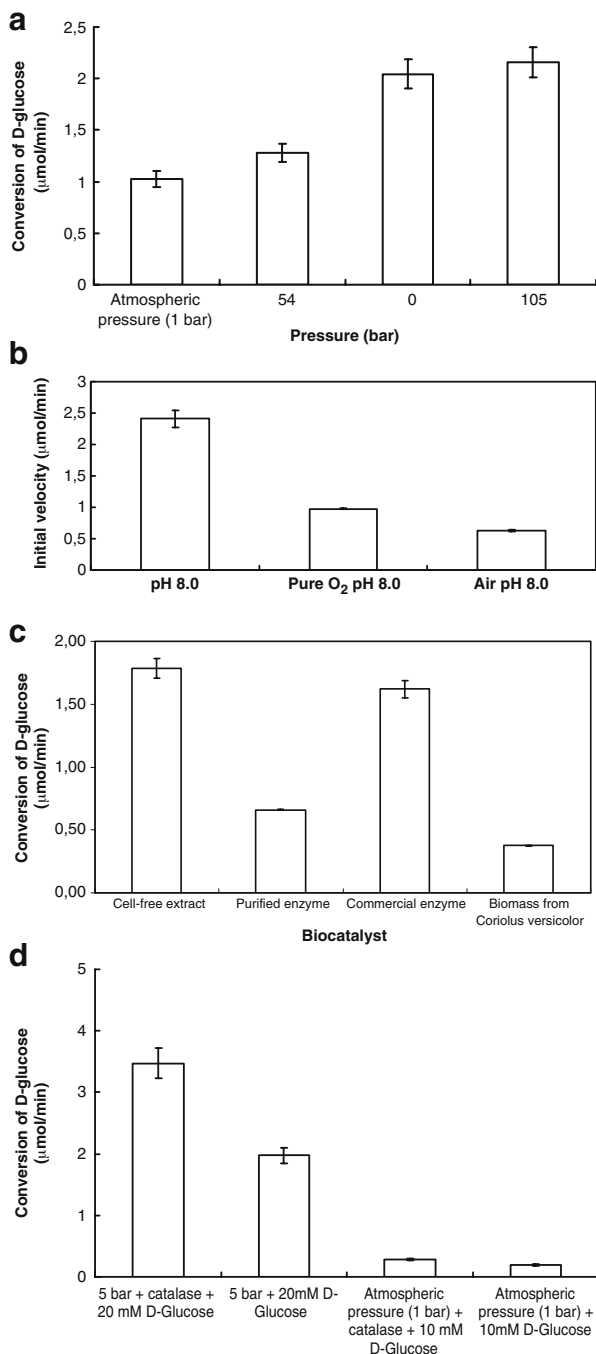 a
Conversion of D-glucose
(μmol/min)
2,5
2
1,5
1
0,5
0
Atmospheric
pressure (1 bar)
54
0
105
Pressure (bar)
b
Initial velocity (μmol/min)
3
2,5
2
1,5
1
0,5
0
pH 8.0
Pure O₂ pH 8.0
Air pH 8.0
c
Conversion of D-glucose
(μmol/min)
2,00
1,50
1,00
0,50
0,00
Cell-free extract
Purified enzyme
Commercial enzyme
Biomass from
Coriolus versicolor
Biocatalyst
d
Conversion of D-glucose
(μmol/min)
5
4
3
2
1
0
5 bar + catalase +
20 mM D-Glucose
5 bar + 20mM D-
Glucose
Atmospheric
pressure (1 bar) +
catalase + 10 mM
D-Glucose
Atmospheric
pressure (1 bar) +
10mM D-Glucose